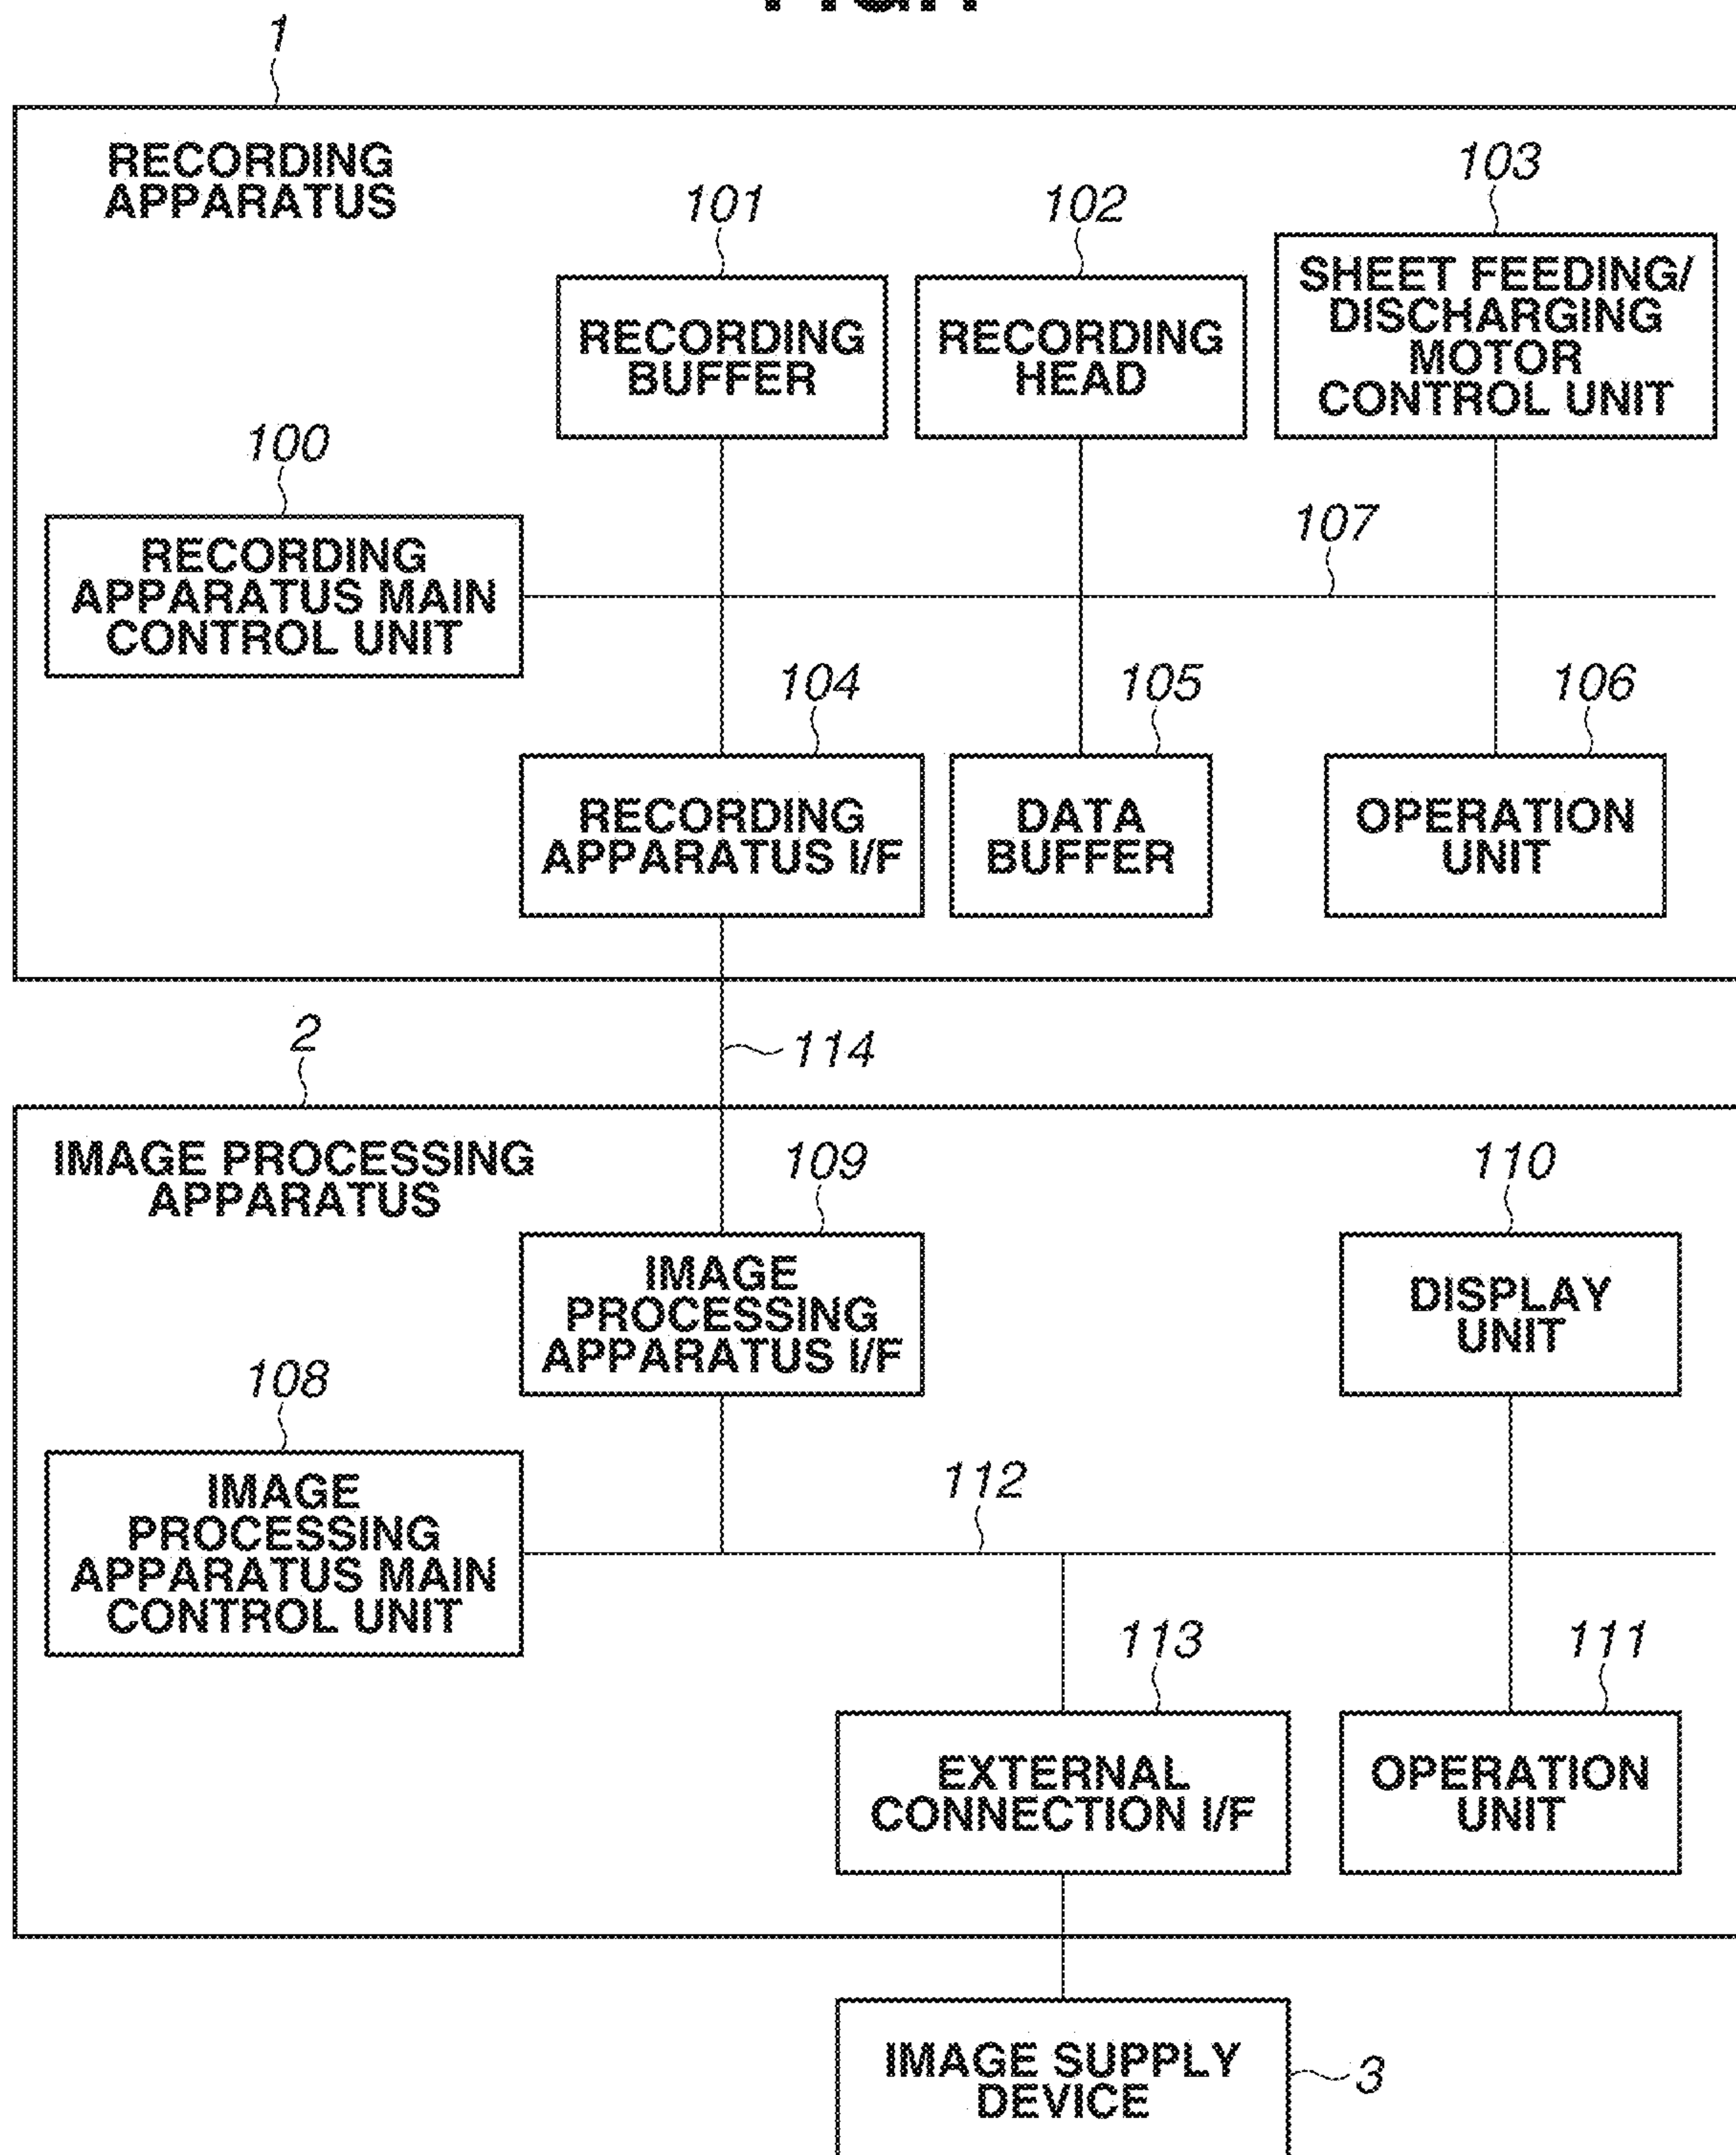 1
RECORDING
APPARATUS
101
102
103
RECORDING
BUFFER
RECORDING
HEAD
SHEET FEEDING/
DISCHARGING
MOTOR
CONTROL UNIT
100
107
RECORDING
APPARATUS MAIN
CONTROL UNIT
104
105
106
RECORDING
APPARATUS I/F
DATA
BUFFER
OPERATION
UNIT
114
2
IMAGE PROCESSING
APPARATUS
109
110
IMAGE
PROCESSING
APPARATUS I/F
DISPLAY
UNIT
108
112
IMAGE
PROCESSING
APPARATUS MAIN
CONTROL UNIT
113
111
EXTERNAL
CONNECTION I/F
OPERATION
UNIT
IMAGE SUPPLY
DEVICE
3